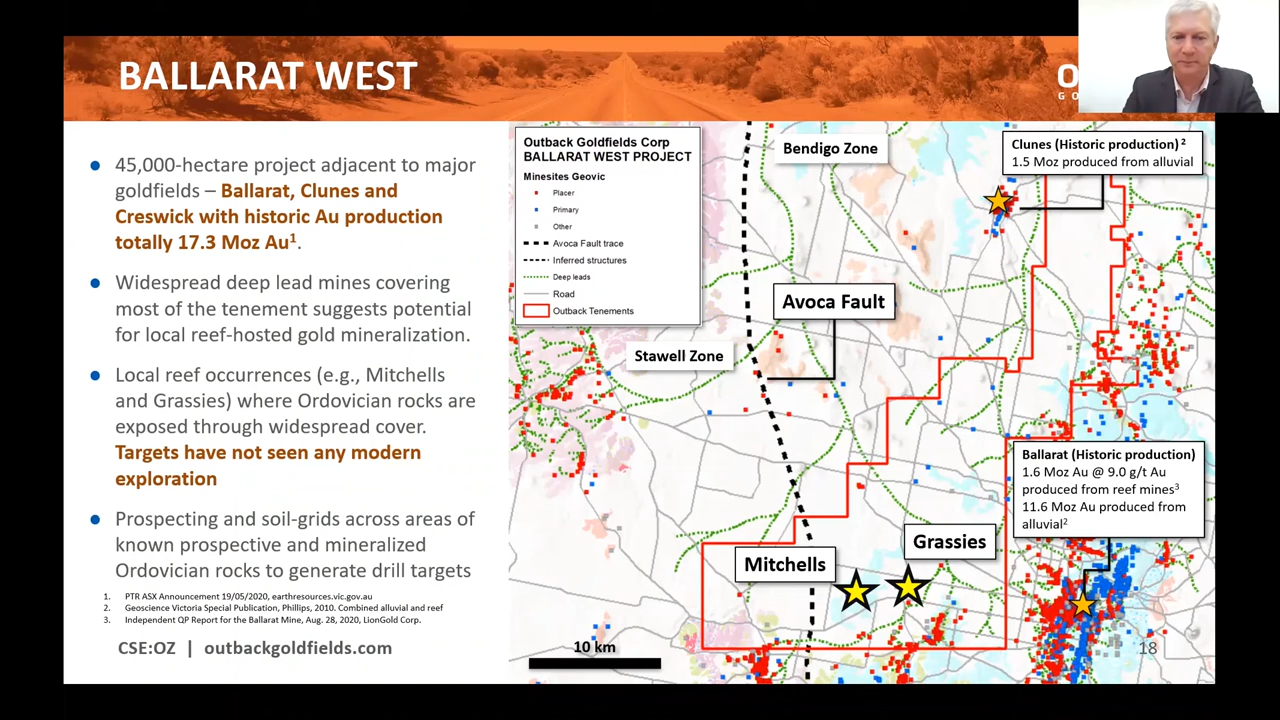 BALLARAT WEST
O
G O
45,000-hectare project adjacent to major
goldfields – Ballarat, Clunes and
Creswick with historic Au production
totally 17.3 Moz Au1.
Widespread deep lead mines covering
most of the tenement suggests potential
for local reef-hosted gold mineralization.
Local reef occurrences (e.g., Mitchells
and Grassies) where Ordovician rocks are
exposed through widespread cover.
Targets have not seen any modern
exploration
Prospecting and soil-grids across areas of
known prospective and mineralized
Ordovician rocks to generate drill targets
1. PTR ASX Announcement 19/05/2020, earthresources.vic.gov.au
2. Geoscience Victoria Special Publication, Phillips, 2010. Combined alluvial and reef
3. Independent QP Report for the Ballarat Mine, Aug. 28, 2020, LionGold Corp.
CSE:OZ | outbackgoldfields.com
Outback Goldfields Corp
BALLARAT WEST PROJECT
Minesites Geovic
Placer
Primary
Other
Avoca Fault trace
Inferred structures
Deep leads
Road
Outback Tenements
Bendigo Zone
Clunes (Historic production)2
1.5 Moz produced from alluvial
Avoca Fault
Stawell Zone
Ballarat (Historic production)
1.6 Moz Au @ 9.0 g/t Au
produced from reef mines3
11.6 Moz Au produced from
alluvial2
Grassies
Mitchells
10 km
18